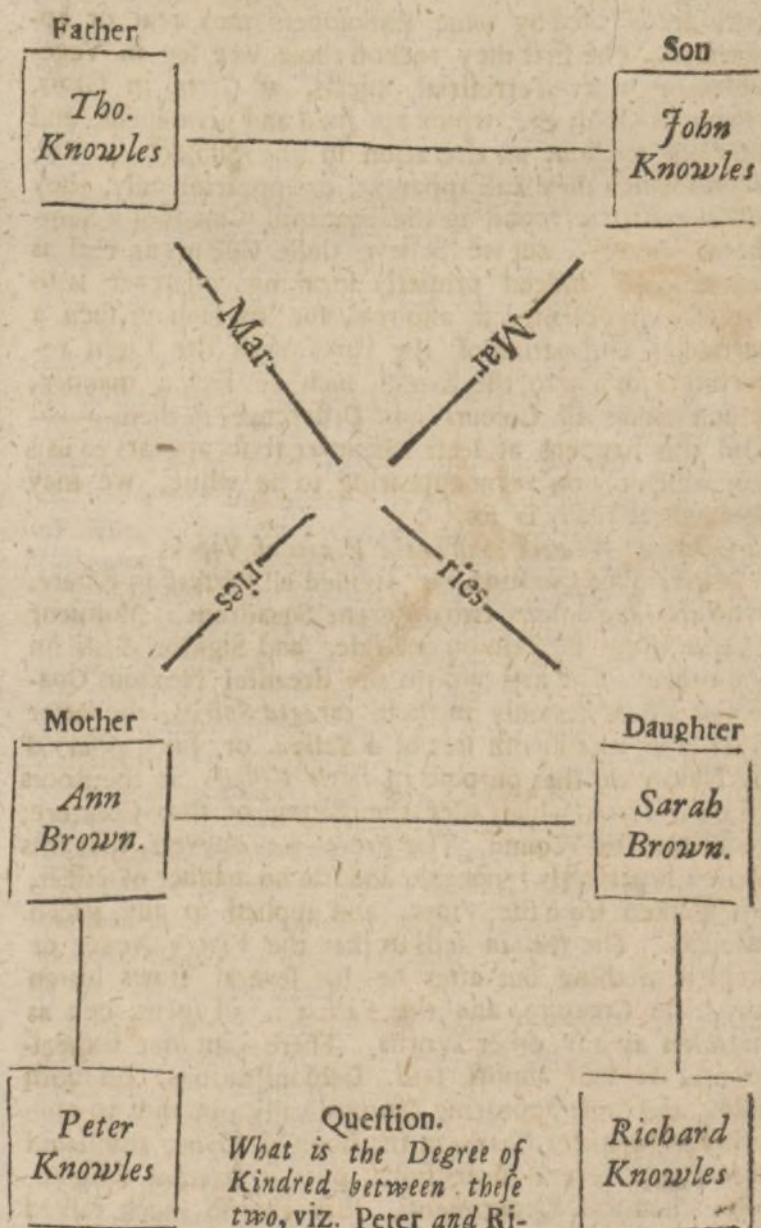 Father
Son
Tho.
Knowles
John
Knowles
Mar
Mar
ries
ries
Mother
Daughter
Ann
Brown.
Sarah
Brown.
Peter
Knowles
Queſtion.
What is the Degree of
Kindred between theſe
two, viz. Peter and Ri-
Richard
Knowles